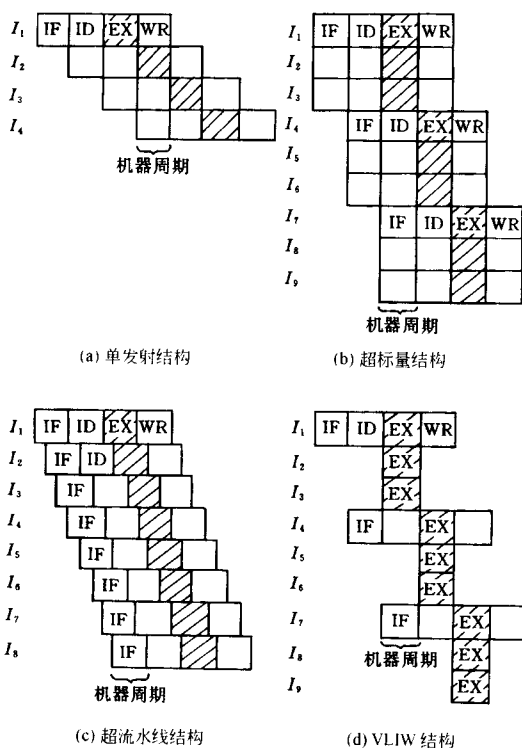 I₁ IF ID EX WR
I₂
I₃
I₄
机器周期
(a) 单发射结构
I₁ IF ID EX WR
I₂
I₃
I₄ IF ID EX WR
I₅
I₆
I₇ IF ID EX WR
I₈
I₉
机器周期
(b) 超标量结构
I₁ IF ID EX WR
I₂ IF ID
I₃ IF
I₄ IF
I₅ IF
I₆ IF
I₇ IF
I₈ IF
机器周期
(c) 超流水线结构
I₁ IF ID EX WR
I₂ EX
I₃ EX
I₄ IF EX
I₅ EX
I₆ EX
I₇ IF EX
I₈ EX
I₉ EX
机器周期
(d) VLIW 结构